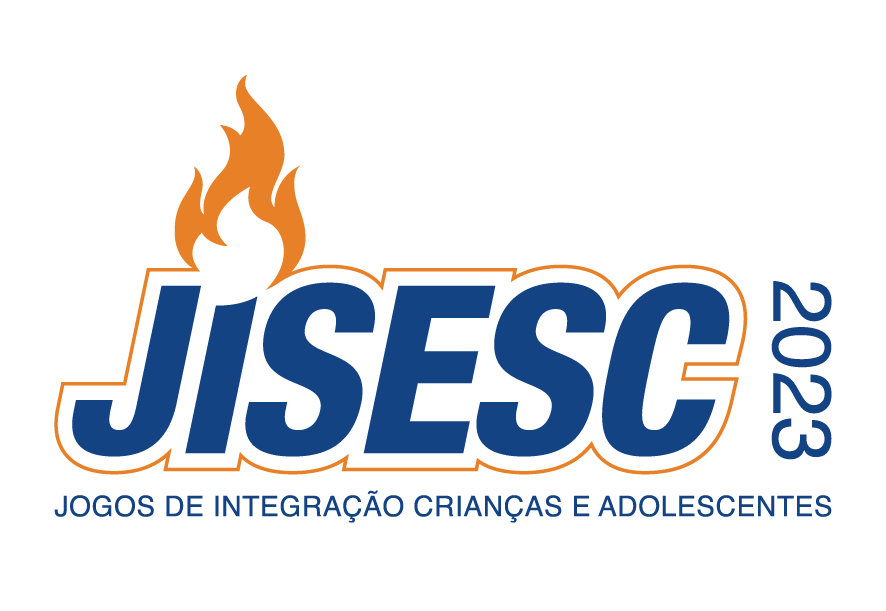 JISESC
2023
JOGOS DE INTEGRAÇÃO CRIANÇAS E ADOLESCENTES